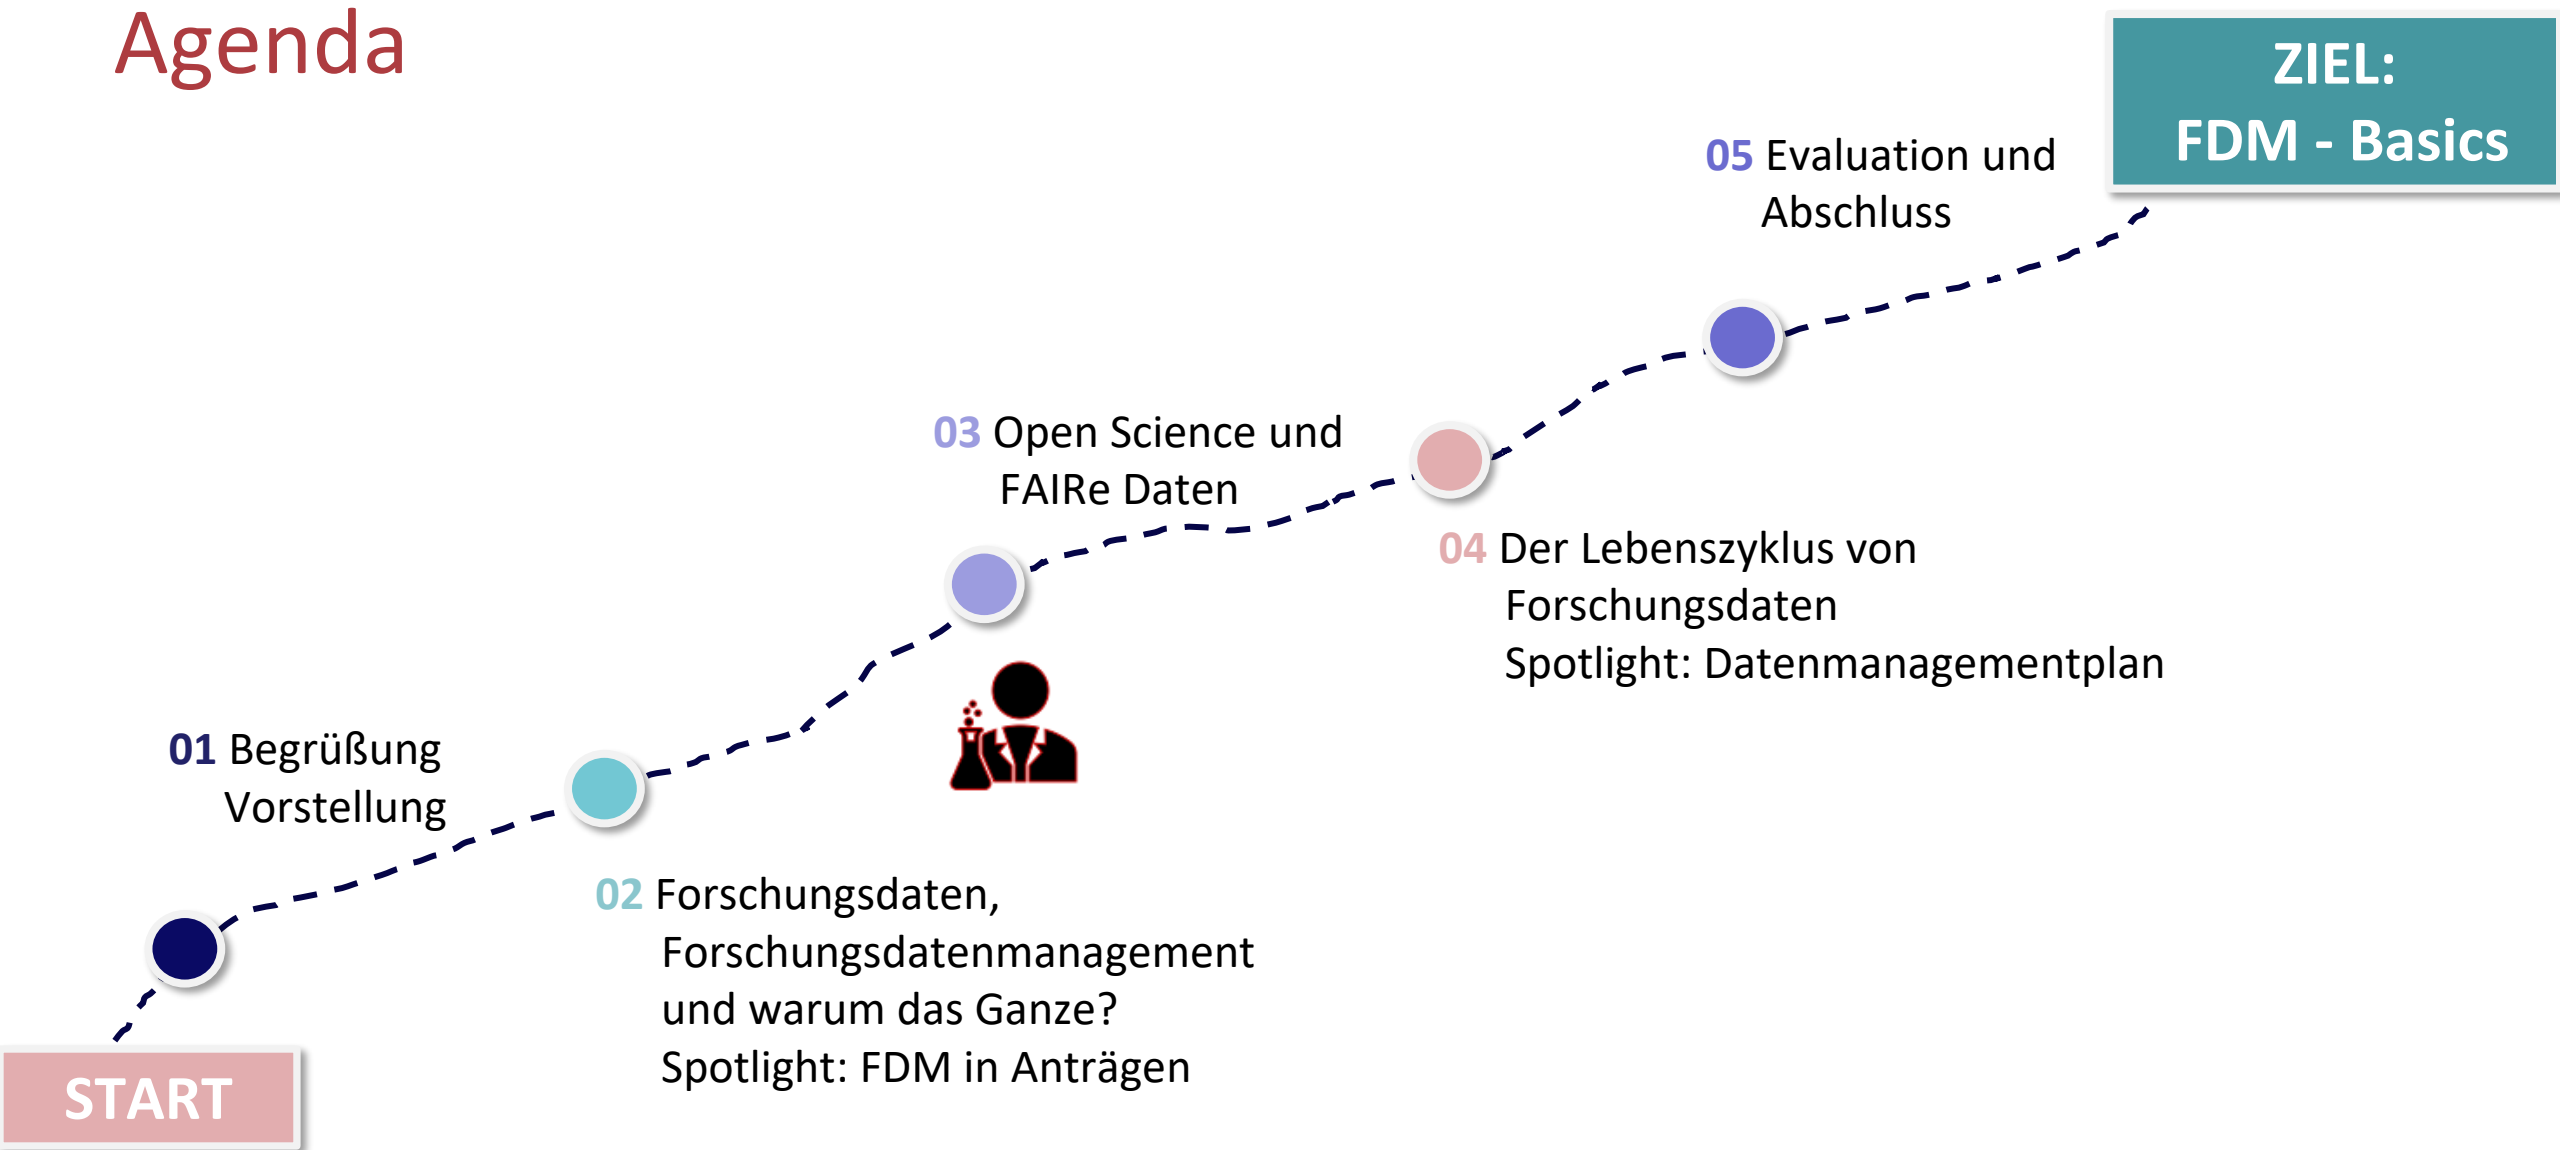 Agenda
START
01 Begrüßung
Vorstellung
02 Forschungsdaten,
Forschungsdatenmanagement
und warum das Ganze?
Spotlight: FDM in Anträgen
03 Open Science und
FAIRe Daten
04 Der Lebenszyklus von
Forschungsdaten
Spotlight: Datenmanagementplan
05 Evaluation und
Abschluss
ZIEL:
FDM - Basics